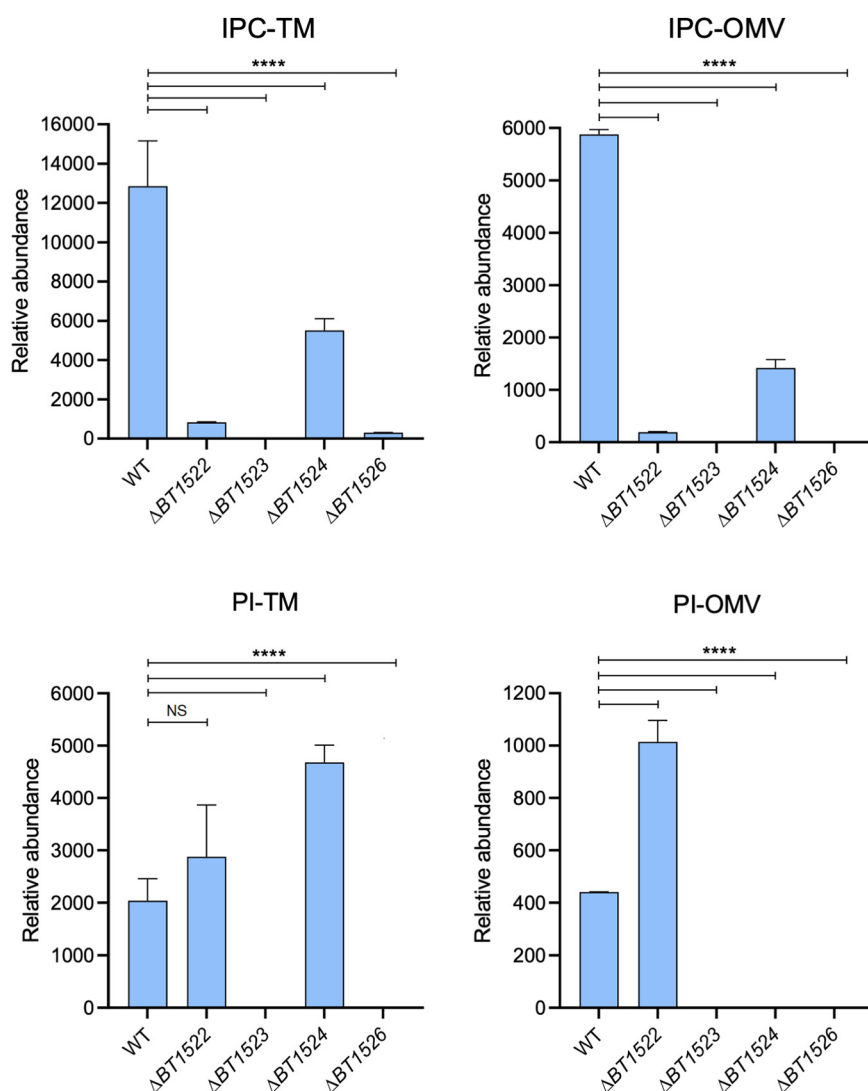 IPC-TM
****
Relative abundance
16000
14000
12000
10000
8000
6000
4000
2000
0
WT
ΔBT1522
ΔBT1523
ΔBT1524
ΔBT1526
IPC-OMV
****
Relative abundance
6000
5000
4000
3000
2000
1000
0
WT
ΔBT1522
ΔBT1523
ΔBT1524
ΔBT1526
PI-TM
****
NS
Relative abundance
6000
5000
4000
3000
2000
1000
0
WT
ΔBT1522
ΔBT1523
ΔBT1524
ΔBT1526
PI-OMV
****
Relative abundance
1200
1000
800
600
400
200
0
WT
ΔBT1522
ΔBT1523
ΔBT1524
ΔBT1526